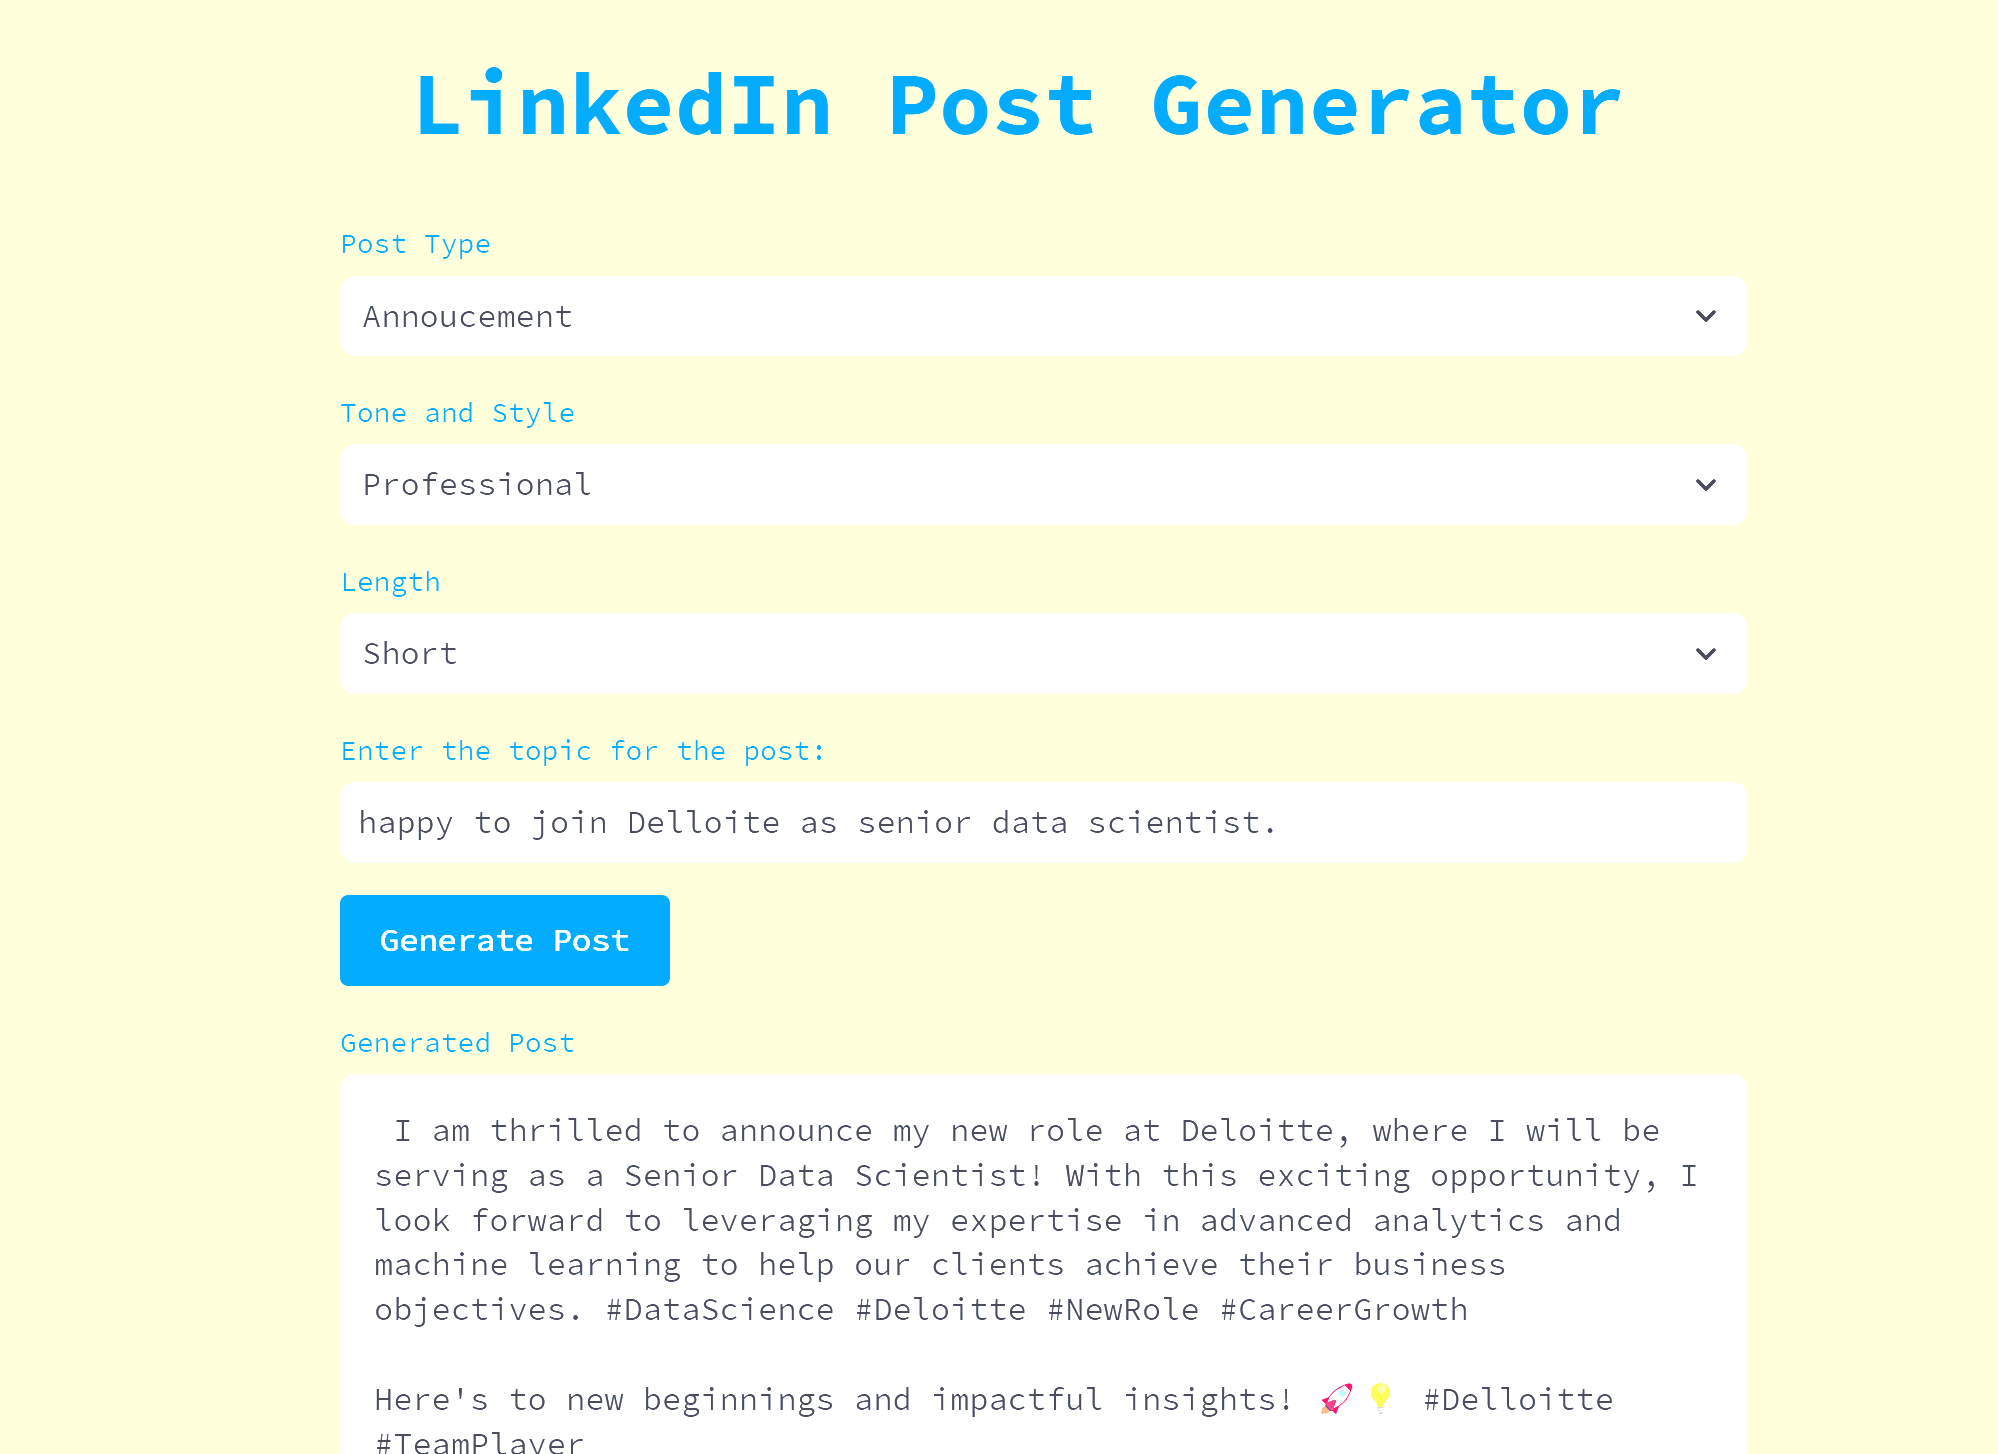 LinkedIn Post Generator
Post Type
Annoucement
Tone and Style
Professional
Length
Short
Enter the topic for the post:
happy to join Delloite as senior data scientist.
Generate Post
Generated Post
I am thrilled to announce my new role at Deloitte, where I will be
serving as a Senior Data Scientist! With this exciting opportunity, I
look forward to leveraging my expertise in advanced analytics and
machine learning to help our clients achieve their business
objectives. #DataScience #Deloitte #NewRole #CareerGrowth
Here's to new beginnings and impactful insights! 🚀💡 #Delloitte
#TeamPlayer